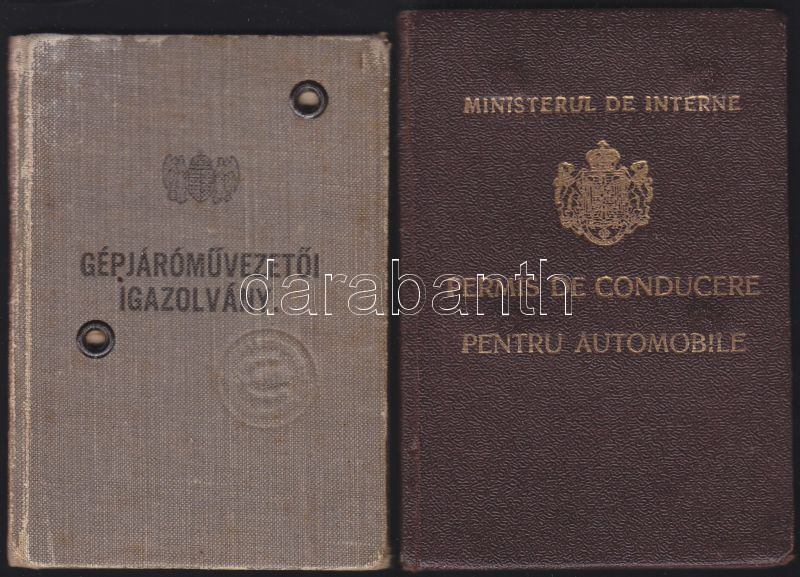 GÉPJÁRÓMŰVEZETŐI
IGAZOLVÁNY
MINISTERUL DE INTERNE
PERMIS DE CONDUCERE
PENTRU AUTOMOBILE
darabanth